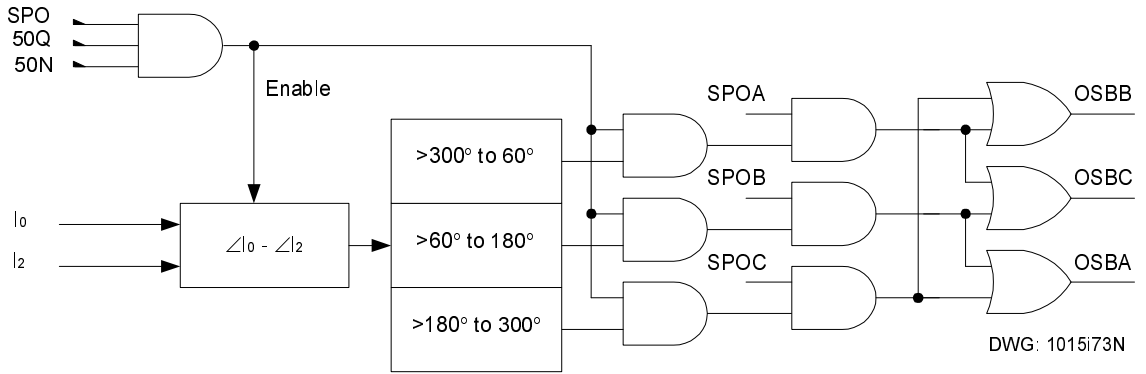 SPO
50Q
50N
Enable
SPOA
OSBB
>300° to 60°
SPOB
OSBC
I0
∠I0 - ∠I2
>60° to 180°
I2
SPOC
OSBA
>180° to 300°
DWG: 1015i73N